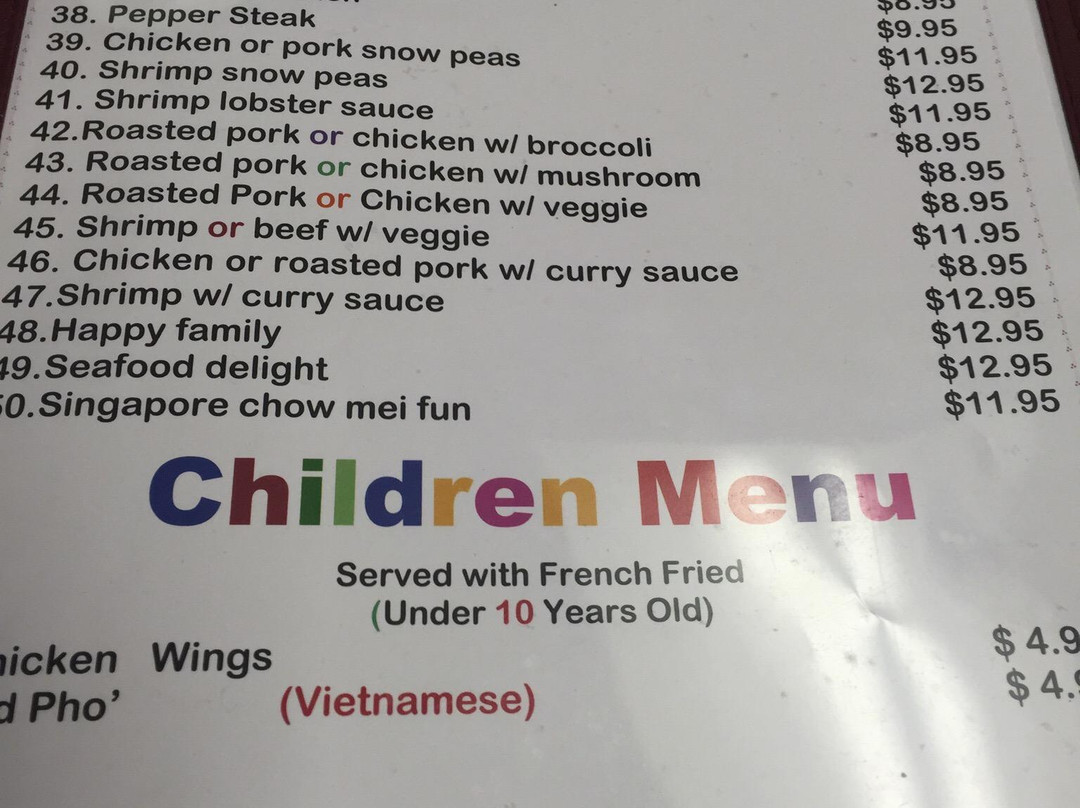 $8.95
38. Pepper Steak $9.95
39. Chicken or pork snow peas $11.95
40. Shrimp snow peas $12.95
41. Shrimp lobster sauce $11.95
42.Roasted pork or chicken w/ broccoli $8.95
43. Roasted pork or chicken w/ mushroom $8.95
44. Roasted Pork or Chicken w/ veggie $8.95
45. Shrimp or beef w/ veggie $11.95
46. Chicken or roasted pork w/ curry sauce $8.95
47.Shrimp w/ curry sauce $12.95
48.Happy family $12.95
49.Seafood delight $12.95
50.Singapore chow mei fun $11.95
Children Menu
Served with French Fried
(Under 10 Years Old)
Wings
Pho' (Vietnamese)